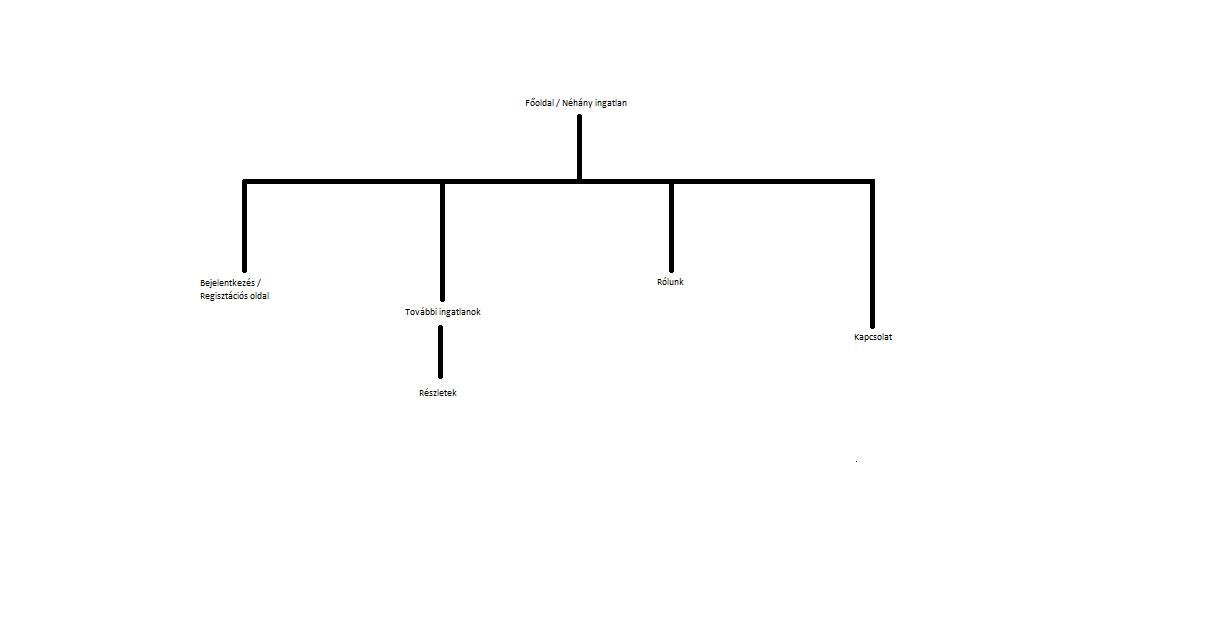 Főoldal / Néhány ingatlan
Bejelentkezés /
Regisztációs oldal
További ingatlanok
Részletek
Rólunk
Kapcsolat